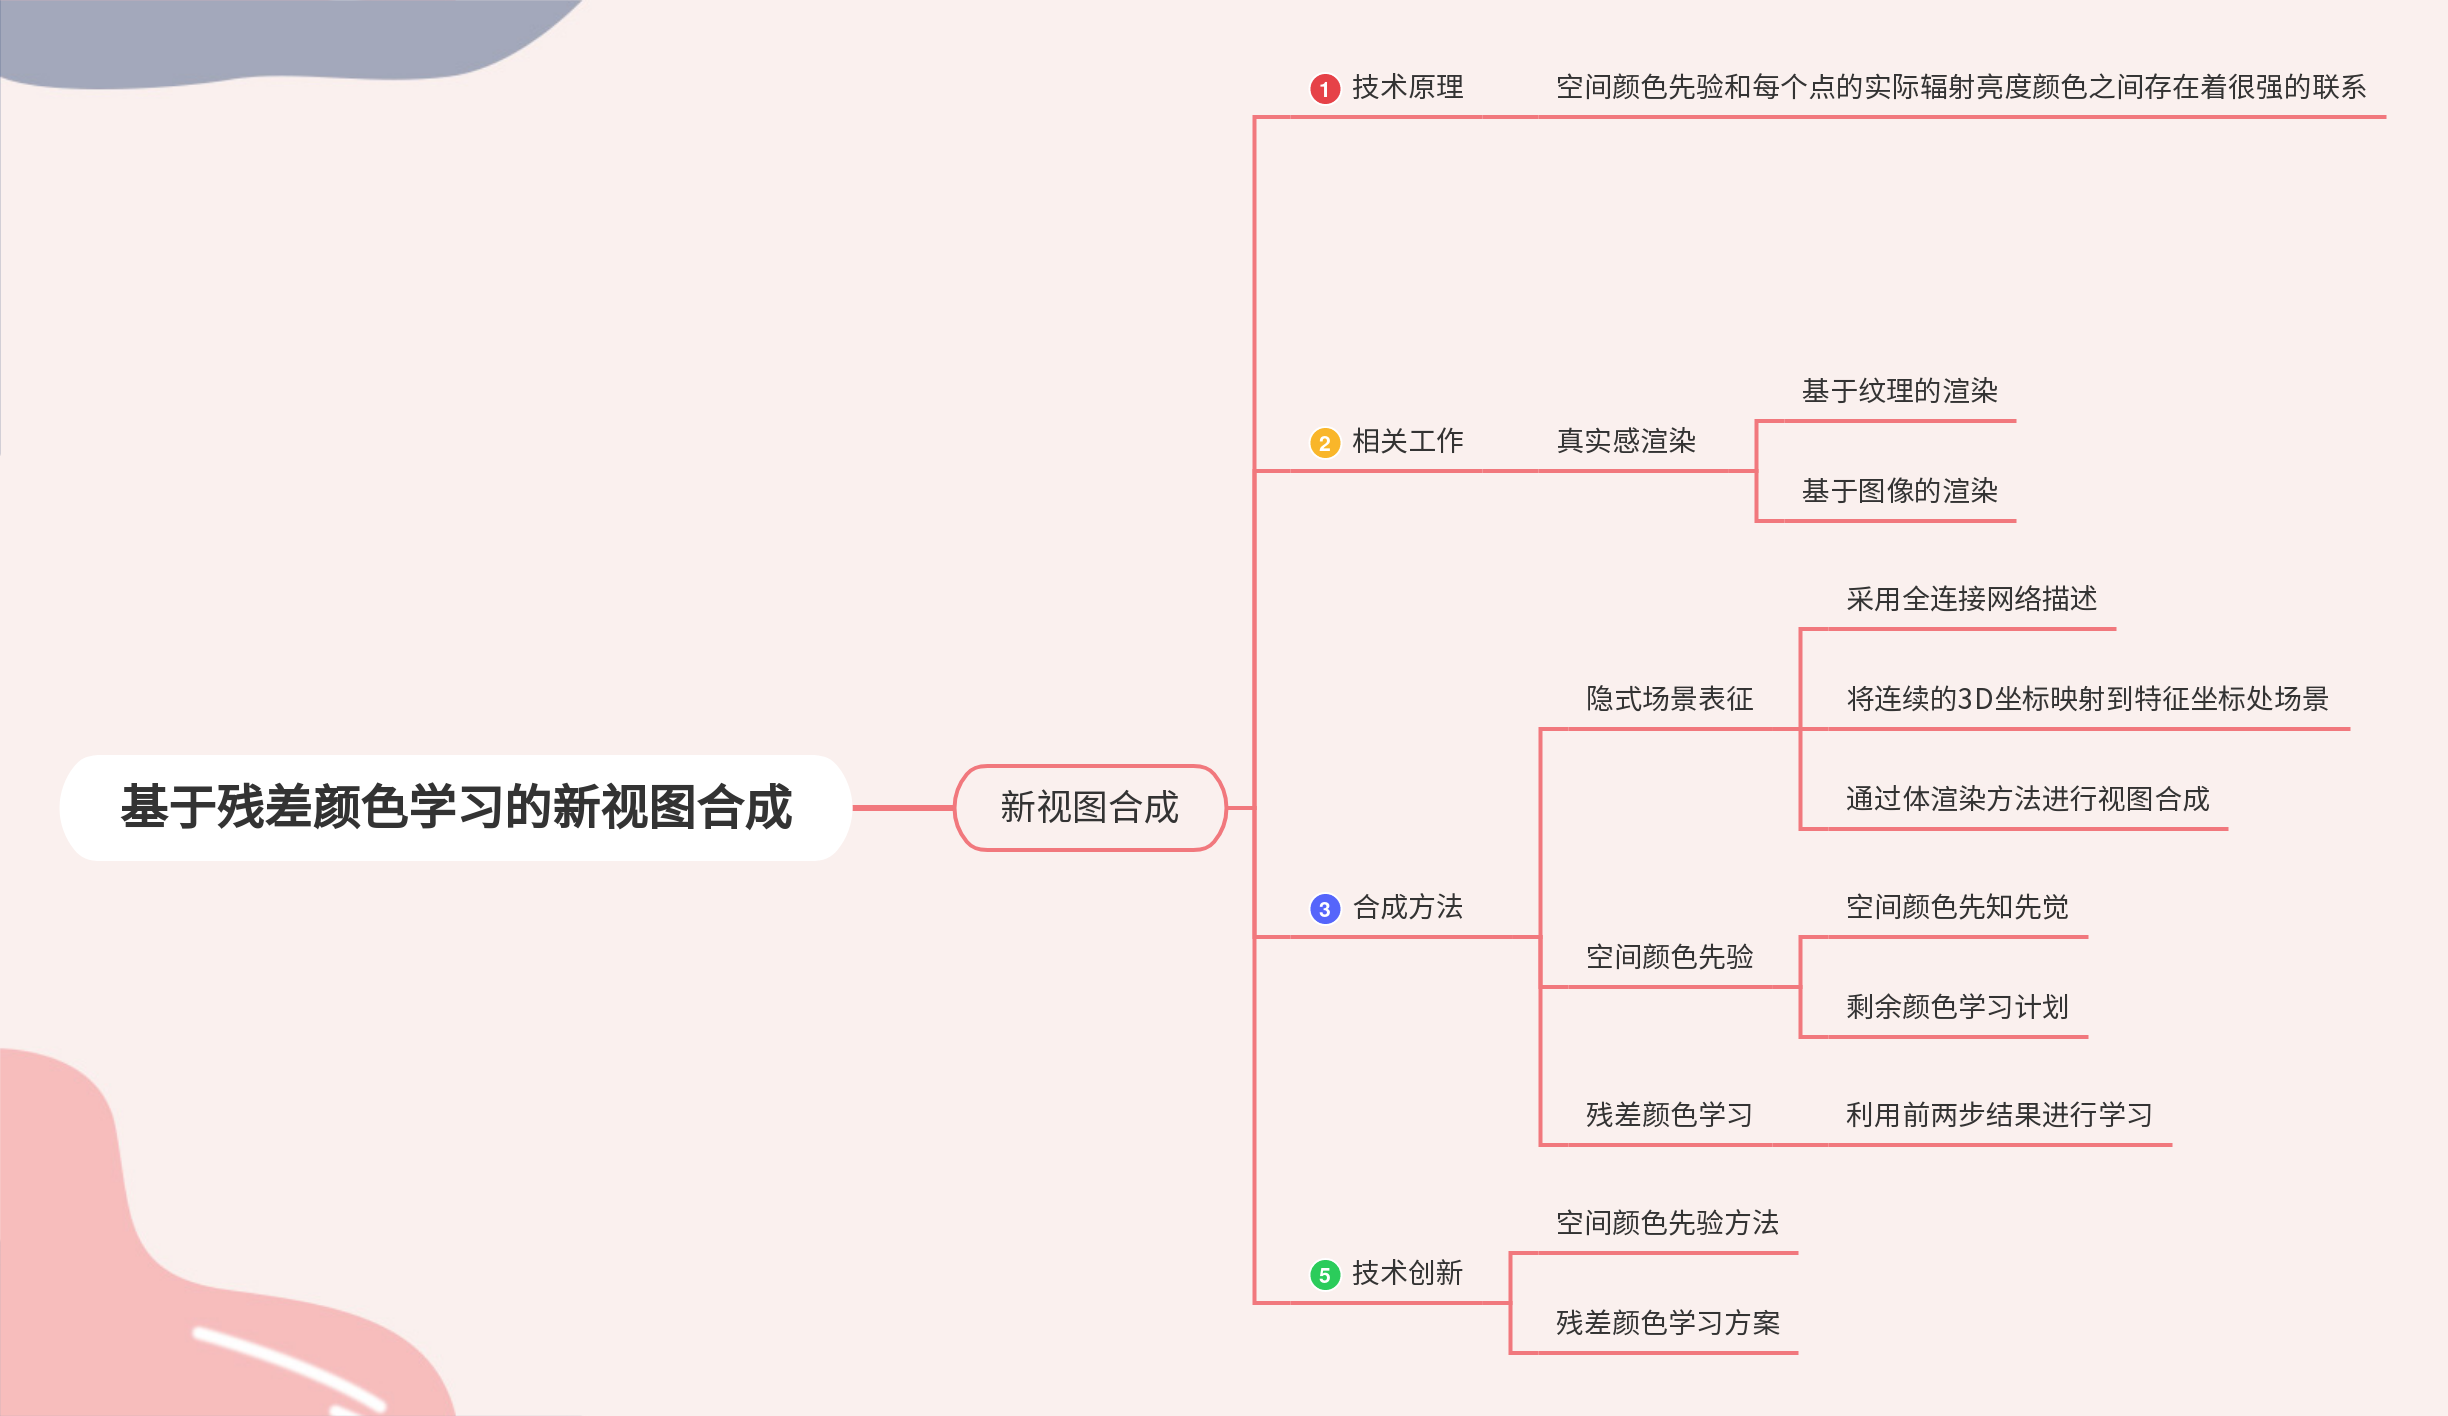 基于残差颜色学习的新视图合成
新视图合成
1 技术原理
空间颜色先验和每个点的实际辐射亮度颜色之间存在着很强的联系
2 相关工作
真实感渲染
基于纹理的渲染
基于图像的渲染
3 合成方法
隐式场景表征
采用全连接网络描述
将连续的3D坐标映射到特征坐标处场景
通过体渲染方法进行视图合成
空间颜色先验
空间颜色先知先觉
剩余颜色学习计划
残差颜色学习
利用前两步结果进行学习
5 技术创新
空间颜色先验方法
残差颜色学习方案